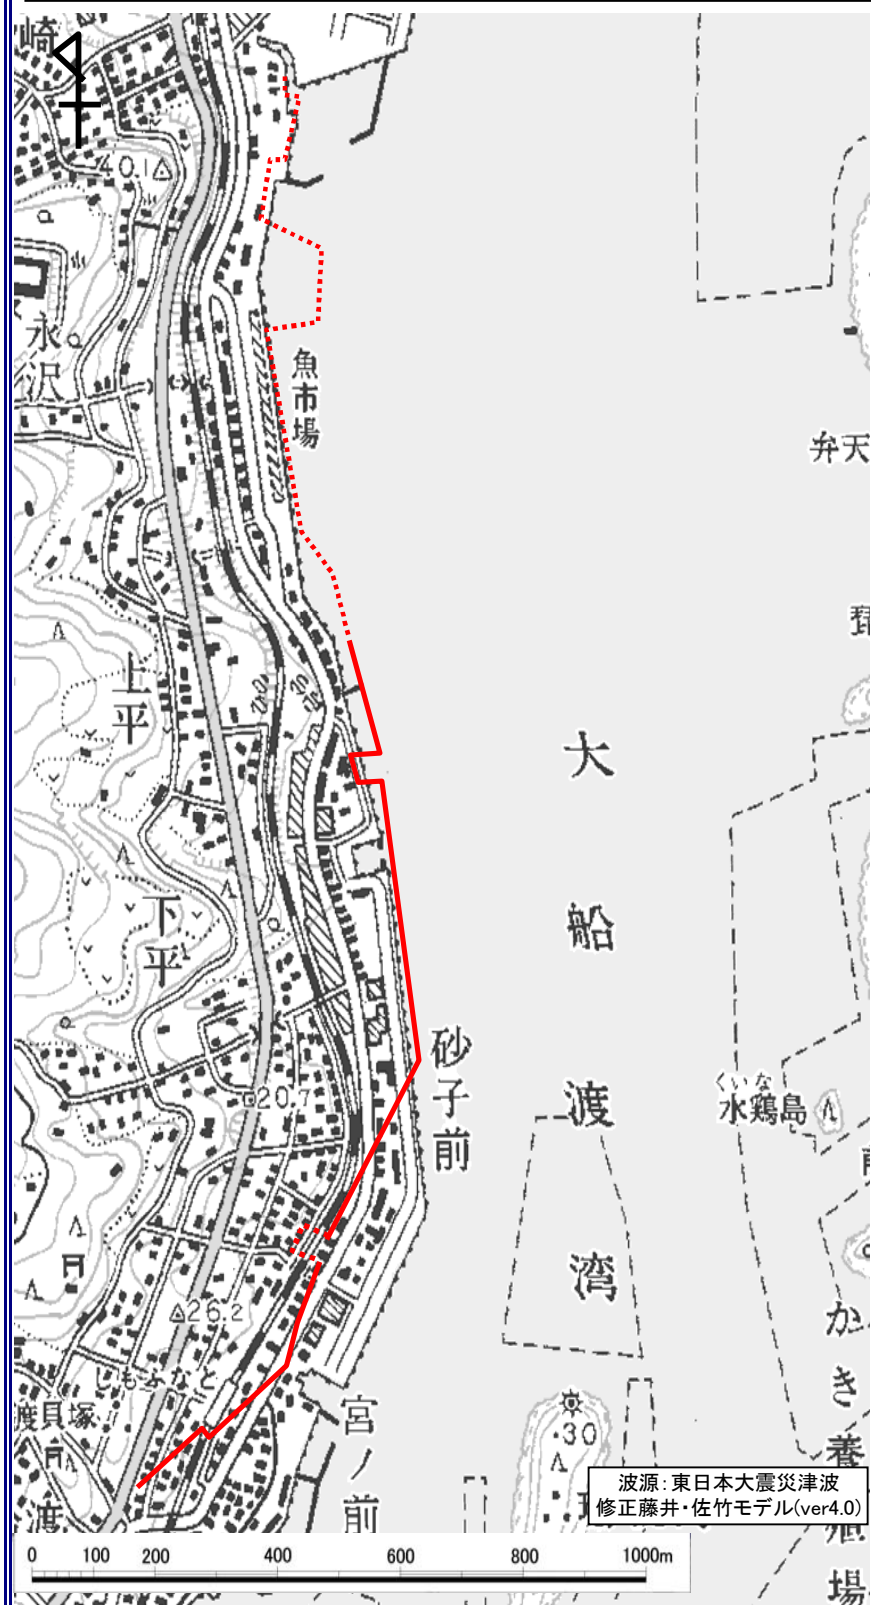 崎
40.1
永沢
魚市場
弁天
上平
大船渡湾
下平
砂子前
20.7
くいな
水鶏島
26.2
しもふなと
渡貝塚
宮ノ前
かき養殖場
30
波源：東日本大震災津波
修正藤井・佐竹モデル(ver4.0)
0 100 200 400 600 800 1000m